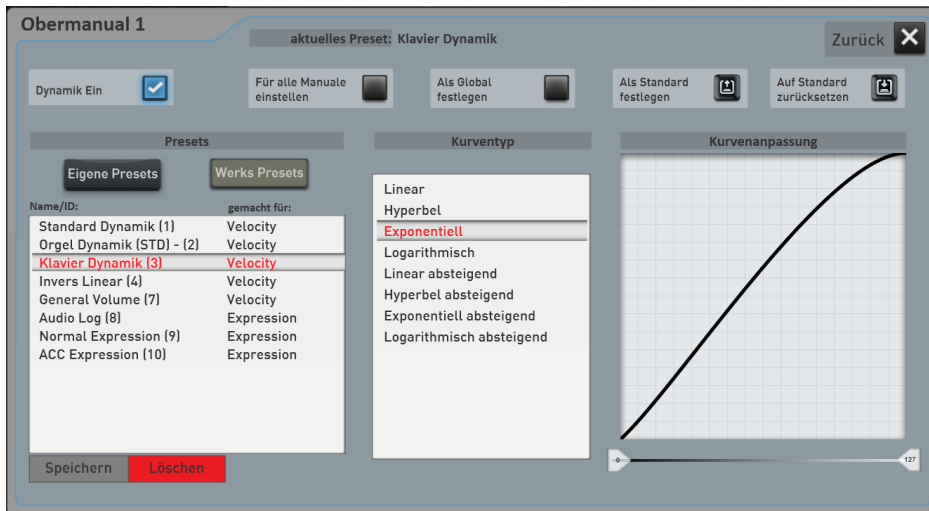 Obermanual 1
aktuelles Preset: Klavier Dynamik
Zurück
Dynamik Ein
Für alle Manuale
einstellen
Als Global
festlegen
Als Standard
festlegen
Auf Standard
zurücksetzen
Presets
Eigene Presets
Werks Presets
Name/ID:
gemacht für:
Standard Dynamik (1) Velocity
Orgel Dynamik (STD) - (2) Velocity
Klavier Dynamik (3) Velocity
Invers Linear (4) Velocity
General Volume (7) Velocity
Audio Log (8) Expression
Normal Expression (9) Expression
ACC Expression (10) Expression
Speichern
Löschen
Kurventyp
Linear
Hyperbel
Exponentiell
Logarithmisch
Linear absteigend
Hyperbel absteigend
Exponentiell absteigend
Logarithmisch absteigend
Kurvenanpassung
0
127